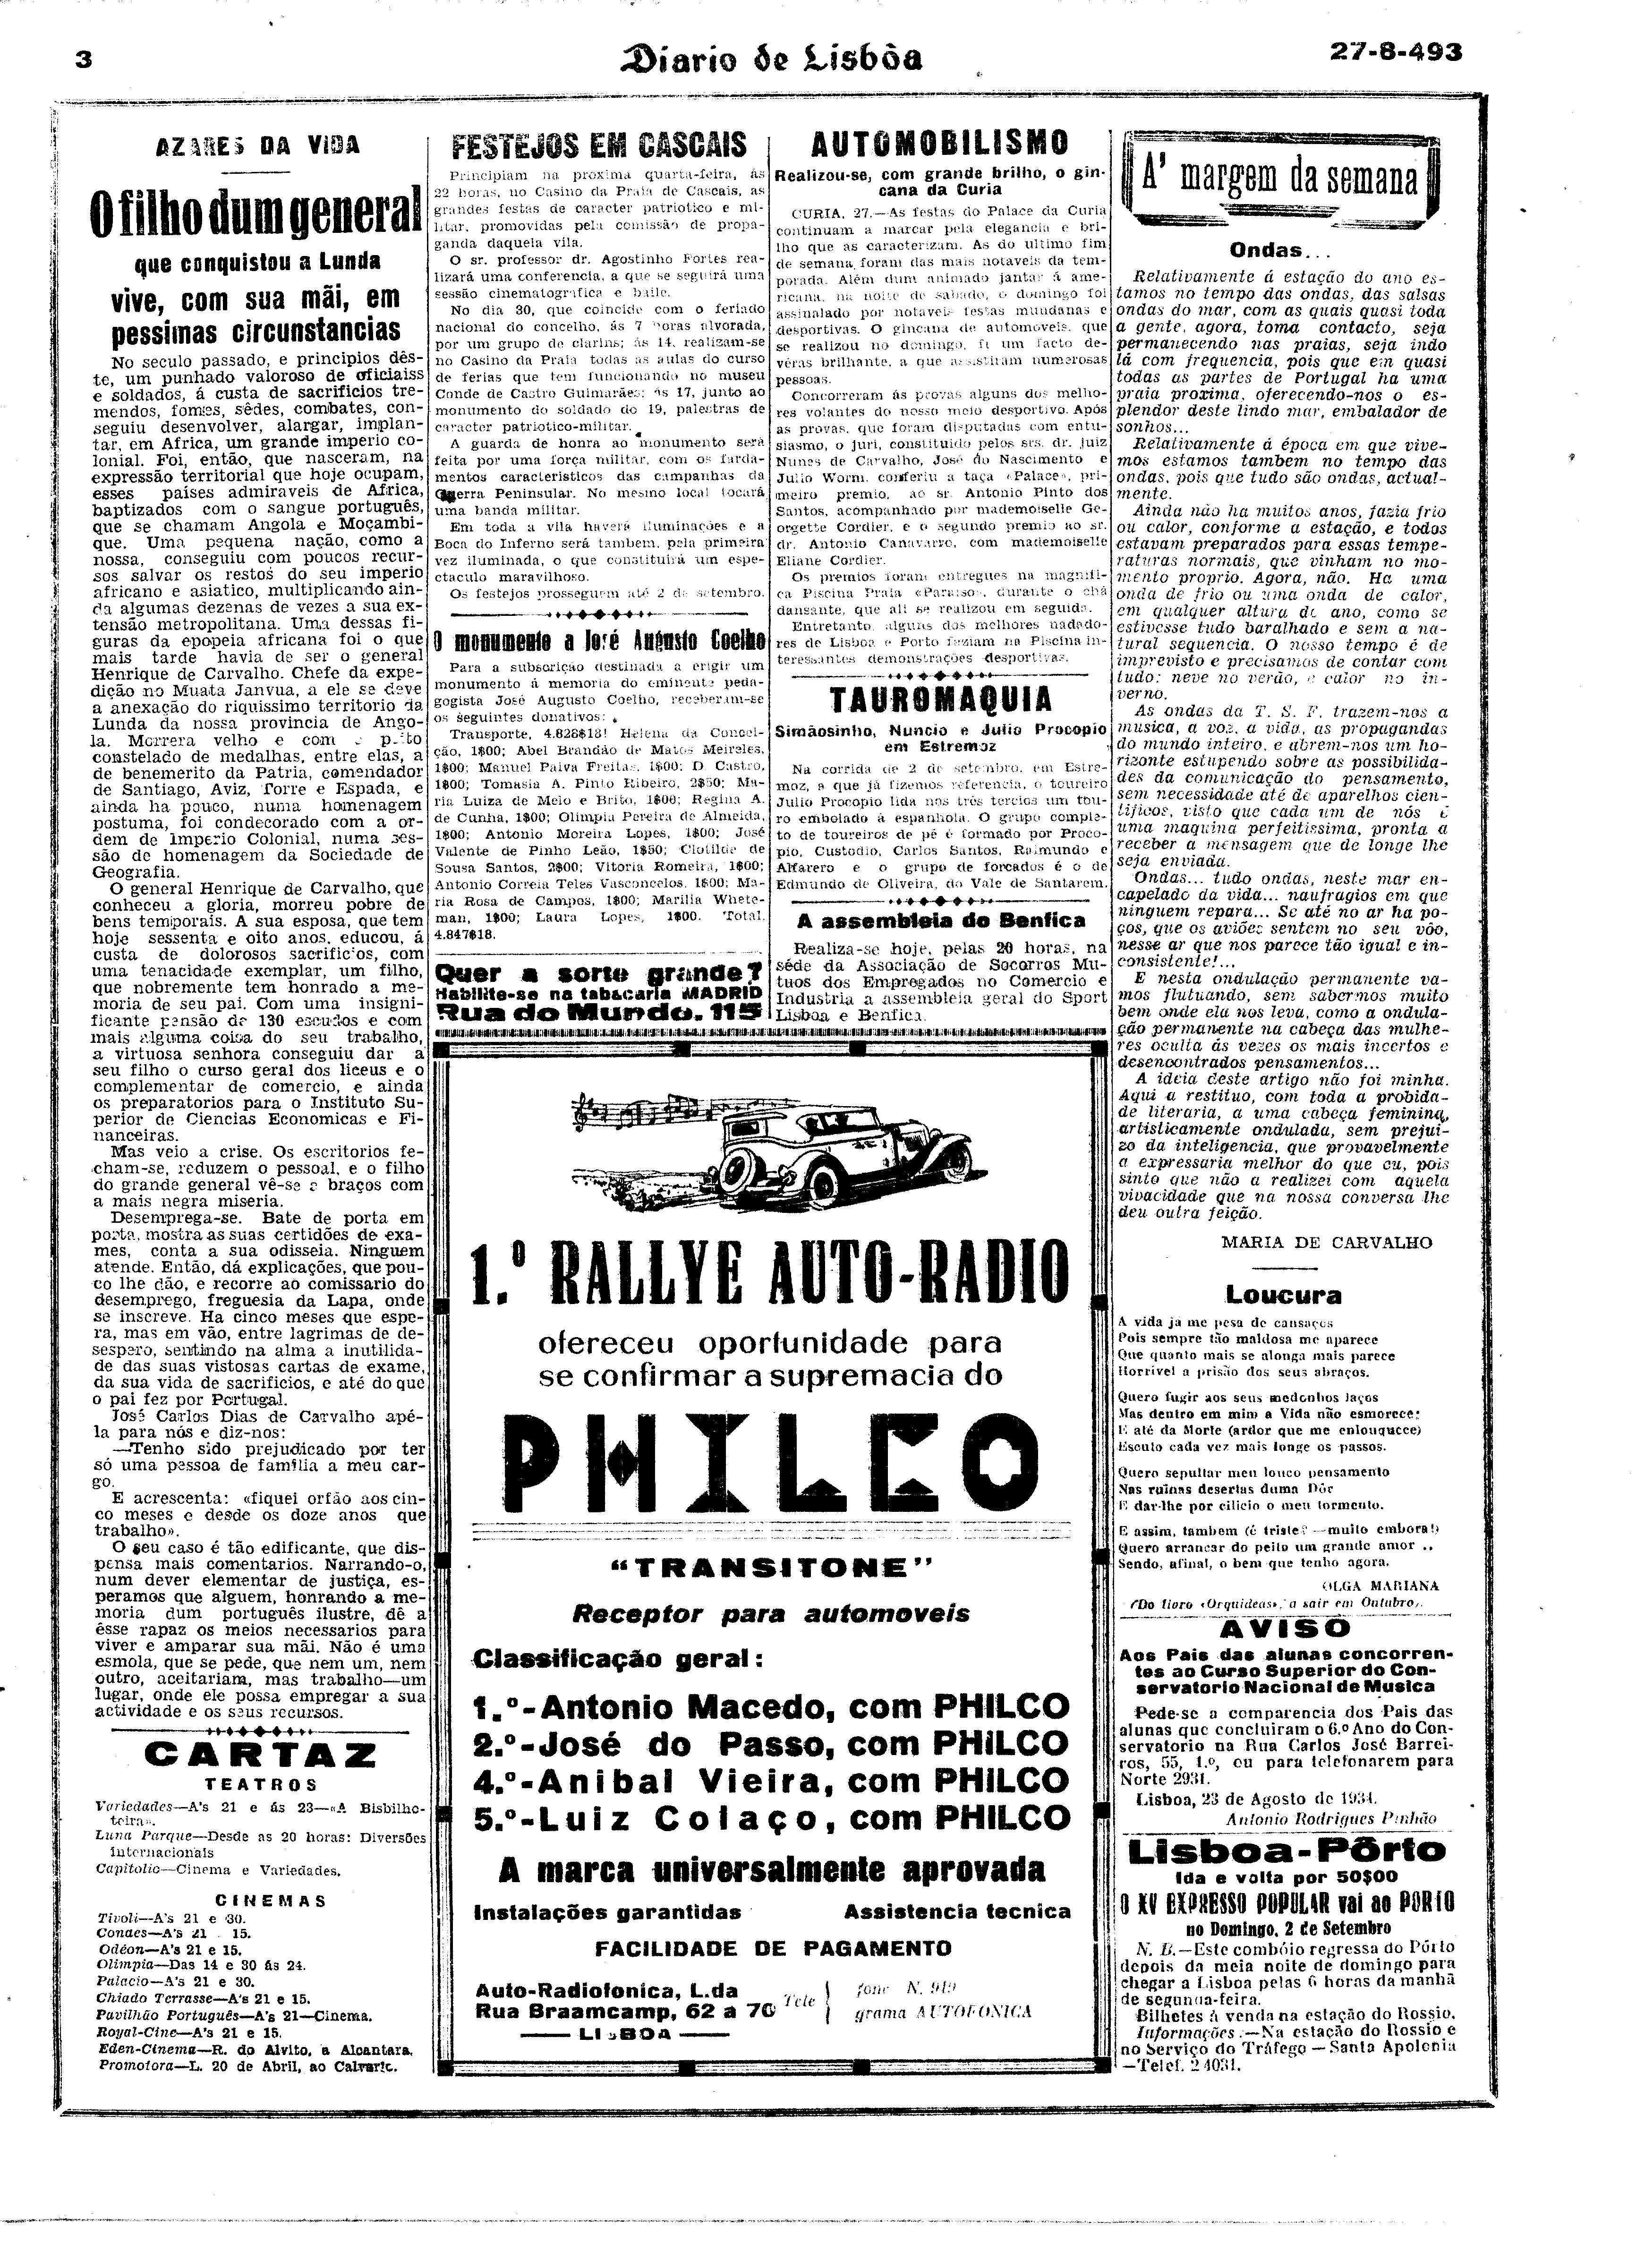 3
Diario de Lisbôa
27-8-493
AZARES DA VIDA
O filho dum general
que conquistou a Lunda
vive, com sua mãi, em
pessimas circunstancias
No seculo passado, e principios dês-
te, um punhado valoroso de oficiaiss
e soldados, á custa de sacrificios tre-
mendos, fomes, sêdes, combates, con-
seguiu desenvolver, alargar, implan-
tar, em Africa, um grande imperio co-
lonial. Foi, então, que nasceram, na
expressão territorial que hoje ocupam,
esses paises admiraveis de Africa,
baptizados com o sangue português,
que se chamam Angola e Moçambi-
que. Uma pequena nação, como a
nossa, conseguiu com poucos recur-
sos salvar os restos do seu imperio
africano e asiatico, multiplicando ain-
da algumas dezenas de vezes a sua ex-
tensão metropolitana. Uma dessas fi-
guras da epopeia africana foi o que
mais tarde havia de ser o general
Henrique de Carvalho. Chefe da expe-
dição no Muata Janvua, a ele se deve
a anexação do riquissimo territorio da
Lunda da nossa provincia de Ango-
la. Morrera velho e com o peito
constelado de medalhas, entre elas, a
de benemerito da Patria, comendador
de Santiago, Aviz, Torre e Espada, e
ainda ha pouco, numa homenagem
postuma, foi condecorado com a or-
dem do Imperio Colonial, numa ses-
são de homenagem da Sociedade de
Geografia.
O general Henrique de Carvalho, que
conheceu a gloria, morreu pobre de
bens temporais. A sua esposa, que tem
hoje sessenta e oito anos, educou, á
custa de dolorosos sacrificios, com
uma tenacidade exemplar, um filho,
que nobremente tem honrado a me-
moria de seu pai. Com uma insigni-
ficante pensão de 130 escudos e com
mais alguma coisa do seu trabalho,
a virtuosa senhora conseguiu dar a
seu filho o curso geral dos liceus e o
complementar de comercio, e ainda
os preparatorios para o Instituto Su-
perior de Ciencias Economicas e Fi-
nanceiras.
Mas veio a crise. Os escritorios fe-
cham-se, reduzem o pessoal, e o filho
do grande general vê-se a braços com
a mais negra miseria.
Desemprega-se. Bate de porta em
porta, mostra as suas certidões de exa-
mes, conta a sua odisseia. Ninguem
atende. Então, dá explicações, que pou-
co lhe dão, e recorre ao comissario do
desemprego, freguesia da Lapa, onde
se inscreve. Ha cinco meses que espe-
ra, mas em vão, entre lagrimas de de-
sespero, sentindo na alma a inutilida-
de das suas vistosas cartas de exame,
da sua vida de sacrificios, e até do que
o pai fez por Portugal.
José Carlos Dias de Carvalho apé-
la para nós e diz-nos:
—Tenho sido prejudicado por ter
só uma pessoa de familia a meu car-
go.
E acrescenta: «fiquei orfão aos cin-
co meses e desde os doze anos que
trabalho».
O seu caso é tão edificante, que dis-
pensa mais comentarios. Narrando-o,
num dever elementar de justiça, es-
peramos que alguem, honrando a me-
moria dum português ilustre, dê a
ésse rapaz os meios necessarios para
viver e amparar sua mãi. Não é uma
esmola, que se pede, que nem um, nem
outro, aceitariam, mas trabalho—um
lugar, onde ele possa empregar a sua
actividade e os seus recursos.
CARTAZ
TEATROS
Variedades—A's 21 e ás 23—«A Bisbilho-
teira».
Luna Parque—Desde as 20 horas: Diversões
internacionais
Capitolio—Cinema e Variedades.
CINEMAS
Tivoli—A's 21 e 30.
Condes—A's 21 . 15.
Odéon—A's 21 e 15.
Olimpia—Das 14 e 30 ás 24.
Palacio—A's 21 e 30.
Chiado Terrasse—A's 21 e 15.
Pavilhão Português—A's 21—Cinema.
Royal-Cine—A's 21 e 15.
Eden-Cinema—R. do Alvito, a Alcantara.
Promotora—L. 20 de Abril, ao Calvario.
FESTEJOS EM CASCAIS
Principiam na proxima quarta-feira, ás
22 horas, no Casino da Praia de Cascais, as
grandes festas de caracter patriotico e mi-
litar, promovidas pela comissão de propa-
ganda daquela vila.
O sr. professor dr. Agostinho Fortes rea-
lizará uma conferencia, a que se seguirá uma
sessão cinematografica e baile.
No dia 30, que coincide com o feriado
nacional do concelho, ás 7 horas alvorada,
por um grupo de clarins; ás 14, realizam-se
no Casino da Praia todas as aulas do curso
de ferias que tem funcionando no museu
Conde de Castro Guimarães; ás 17, junto ao
monumento do soldado do 19, palestras de
caracter patriotico-militar.
A guarda de honra ao monumento será
feita por uma força militar, com os farda-
mentos caracteristicos das campanhas da
Guerra Peninsular. No mesmo local tocará
uma banda militar.
Em toda a vila haverá iluminações e a
Boca do Inferno será tambem, pela primeira
vez iluminada, o que constituirá um espe-
ctaculo maravilhoso.
Os festejos prosseguem até 2 de setembro.
O monumento a José Augusto Coelho
Para a subscrição destinada a erigir um
monumento á memoria do eminente peda-
gogista José Augusto Coelho, receberam-se
os seguintes donativos:
Transporte, 4.828$18! Helena da Concei-
ção, 1$00; Abel Brandão de Matos Meireles,
1$00; Manuel Paiva Freitas, 1$00; D Castro,
1$00; Tomasia A. Pinto Ribeiro, 2$50; Ma-
ria Luiza de Melo e Brito, 1$00; Regina A.
de Cunha, 1$00; Olimpia Pereira de Almeida,
1$00; Antonio Moreira Lopes, 1$00; José
Valente de Pinho Leão, 1$50; Clotilde de
Sousa Santos, 2$00; Vitoria Romeira, 1$00;
Antonio Correia Teles Vasconcelos, 1$00; Ma-
ria Rosa de Campos, 1$00; Marilia Whete-
man, 1$00; Laura Lopes, 1$00. Total,
4.847$18.
Quer a sorte grande?
Habilite-se na tabacaria MADRID
Rua do Mundo, 115
AUTOMOBILISMO
Realizou-se, com grande brilho, o gin-
cana da Curia
CURIA, 27.—As festas do Palace da Curia
continuam a marcar pela elegancia e bri-
lho que as caracterizam. As do ultimo fim
de semana foram das mais notaveis da tem-
porada. Além dum animado jantar á ame-
ricana, na noite de sabado, o domingo foi
assinalado por notaveis festas mundanas e
desportivas. O gincana de automoveis, que
se realizou no domingo, fi um facto de-
véras brilhante, a que assistiram numerosas
pessoas.
Concorreram ás provas alguns dos melho-
res volantes do nosso meio desportivo. Após
as provas, que foram disputadas com entu-
siasmo, o juri, constituido pelos srs. dr. juiz
Nunes de Carvalho, José do Nascimento e
Julio Worm, conferiu a taça «Palace», pri-
meiro premio, ao sr. Antonio Pinto dos
Santos, acompanhado por mademoiselle Ge-
orgette Cordier, e o segundo premio ao sr.
dr. Antonio Canavarro, com mademoiselle
Eliane Cordier.
Os premios foram entregues na magnifi-
ca Piscina Praia «Paraiso», durante o chá
dansante, que ali se realizou em seguida.
Entretanto, alguns dos melhores nadado-
res de Lisboa e Porto faziam na Piscina in-
teressantes demonstrações desportivas.
TAUROMAQUIA
Simãosinho, Nuncio e Julio Procopio
em Estremoz
Na corrida de 2 de setembro, em Estre-
moz, a que já fizemos referencia, o toureiro
Julio Procopio lida nos três tercios um tou-
ro embolado á espanhola. O grupo comple-
to de toureiros de pé é formado por Proco-
pio, Custodio, Carlos Santos, Raimundo e
Alfarero e o grupo de forcados é o de
Edmundo de Oliveira, do Vale de Santarem.
A assembleia do Benfica
Realiza-se hoje, pelas 20 horas, na
séde da Associação de Socorros Mu-
tuos dos Empregados no Comercio e
Industria a assembleia geral do Sport
Lisboa e Benfica.
1.º RALLYE AUTO-RADIO
ofereceu oportunidade para
se confirmar a supremacia do
PHILCO
"TRANSITONE"
Receptor para automoveis
Classificação geral:
1.º-Antonio Macedo, com PHILCO
2.º-José do Passo, com PHILCO
4.º-Anibal Vieira, com PHILCO
5.º-Luiz Colaço, com PHILCO
A marca universalmente aprovada
Instalações garantidas Assistencia tecnica
FACILIDADE DE PAGAMENTO
Auto-Radiofonica, L.da
Rua Braamcamp, 62 a 70
LISBOA
Tele
fone N. 919
grama AUTOFONICA
A' margem da semana
Ondas...
Relativamente á estação do ano es-
tamos no tempo das ondas, das salsas
ondas do mar, com as quais quasi toda
a gente, agora, toma contacto, seja
permanecendo nas praias, seja indo
lá com frequencia, pois que em quasi
todas as partes de Portugal ha uma
praia proxima, oferecendo-nos o es-
plendor deste lindo mar, embalador de
sonhos...
Relativamente á época em que vive-
mos estamos tambem no tempo das
ondas, pois que tudo são ondas, actual-
mente.
Ainda não ha muitos anos, fazia frio
ou calor, conforme a estação, e todos
estavam preparados para essas tempe-
raturas normais, que vinham no mo-
mento proprio. Agora, não. Ha uma
onda de frio ou uma onda de calor,
em qualquer altura do ano, como se
estivesse tudo baralhado e sem a na-
tural sequencia. O nosso tempo é de
imprevisto e precisamos de contar com
tudo: neve no verão, e calor no in-
verno.
As ondas da T. S. F. trazem-nos a
musica, a voz, a vida, as propagandas
do mundo inteiro, e abrem-nos um ho-
rizonte estupendo sobre as possibilida-
des da comunicação do pensamento,
sem necessidade até de aparelhos cien-
tificos, visto que cada um de nós é
uma maquina perfeitissima, pronta a
receber a mensagem que de longe lhe
seja enviada.
Ondas... tudo ondas, neste mar en-
capelado da vida... naufragios em que
ninguem repara... Se até no ar ha po-
ços, que os aviões sentem no seu vôo,
nesse ar que nos parece tão igual e in-
consistente!...
E nesta ondulação permanente va-
mos flutuando, sem sabermos muito
bem onde ela nos leva, como a ondula-
ção permanente na cabeça das mulhe-
res oculta ás vezes os mais incertos e
desencontrados pensamentos...
A ideia deste artigo não foi minha.
Aqui a restituo, com toda a probida-
de literaria, a uma cabeça feminina,
artisticamente ondulada, sem prejui-
zo da inteligencia, que provavelmente
a expressaria melhor do que eu, pois
sinto que não a realizei com aquela
vivacidade que na nossa conversa lhe
deu outra feição.
MARIA DE CARVALHO
Loucura
A vida ja me pesa de cansaços
Pois sempre tão maldosa me aparece
Que quanto mais se alonga mais parece
Horrivel a prisão dos seus abraços.
Quero fugir aos seus medonhos laços
Mas dentro em mim a Vida não esmorece;
E até da Morte (ardor que me enlouquece)
Escuto cada vez mais longe os passos.
Quero sepultar meu louco pensamento
Nas ruinas desertas duma Dôr
E dar-lhe por cilicio o meu tormento.
E assim, tambem (é triste? —muito embora!)
Quero arrancar do peito um grande amor ..
Sendo, afinal, o bem que tenho agora.
OLGA MARIANA
(Do livro «Orquideas», a sair em Outubro).
AVISO
Aos Pais das alunas concorren-
tes ao Curso Superior do Con-
servatorio Nacional de Musica
Pede-se a comparencia dos Pais das
alunas que concluiram o 6.º Ano do Con-
servatorio na Rua Carlos José Barrei-
ros, 55, 1.º, ou para telefonarem para
Norte 2931.
Lisboa, 23 de Agosto de 1934.
Antonio Rodrigues Pinhão
Lisboa-Pôrto
Ida e volta por 50$00
O XV EXPRESSO POPULAR vai ao PORTO
no Domingo, 2 de Setembro
N. B.—Este combóio regressa do Pôrto
depois da meia noite de domingo para
chegar a Lisboa pelas 6 horas da manhã
de segunda-feira.
Bilhetes á venda na estação do Rossio.
Informações:—Na estação do Rossio e
no Serviço do Tráfego—Santa Apolonia
—Telef. 2 4031.